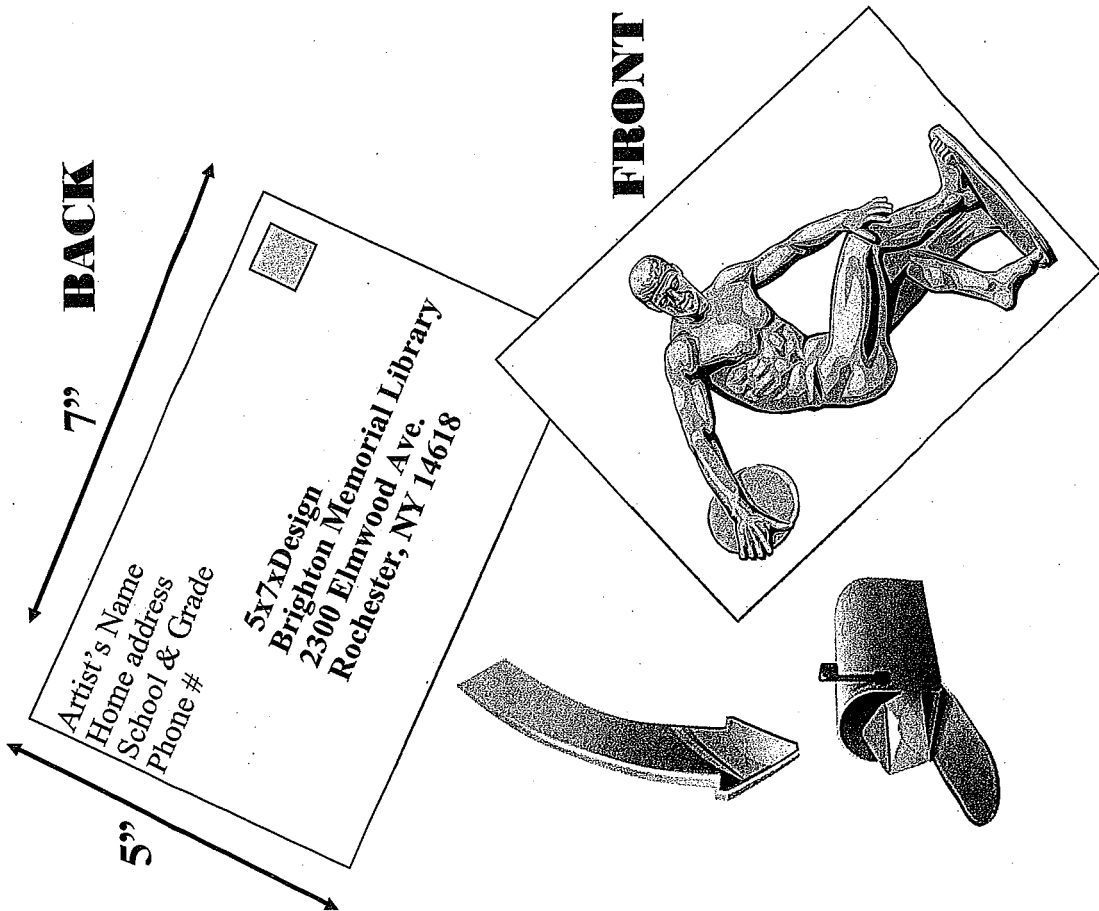 BACK
7”
5”
Artist's Name
Home address
School & Grade
Phone #
5x7xDesign
Brighton Memorial Library
2300 Elmwood Ave.
Rochester, NY 14618
FRONT